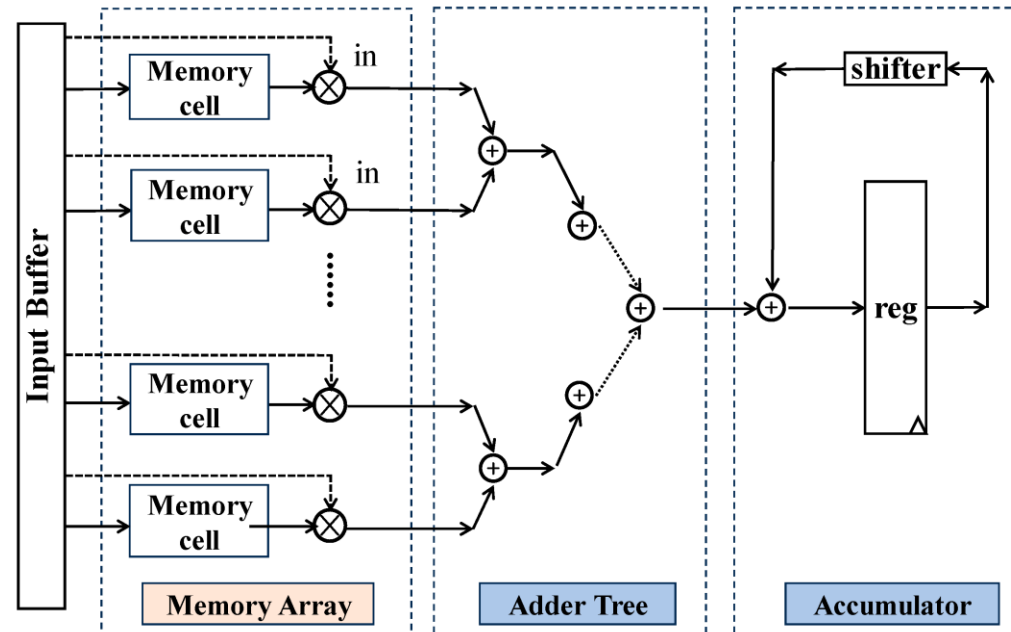 Input Buffer
Memory
cell
in
Memory
cell
in
Memory
cell
Memory
cell
Memory Array
Adder Tree
shifter
reg
Accumulator